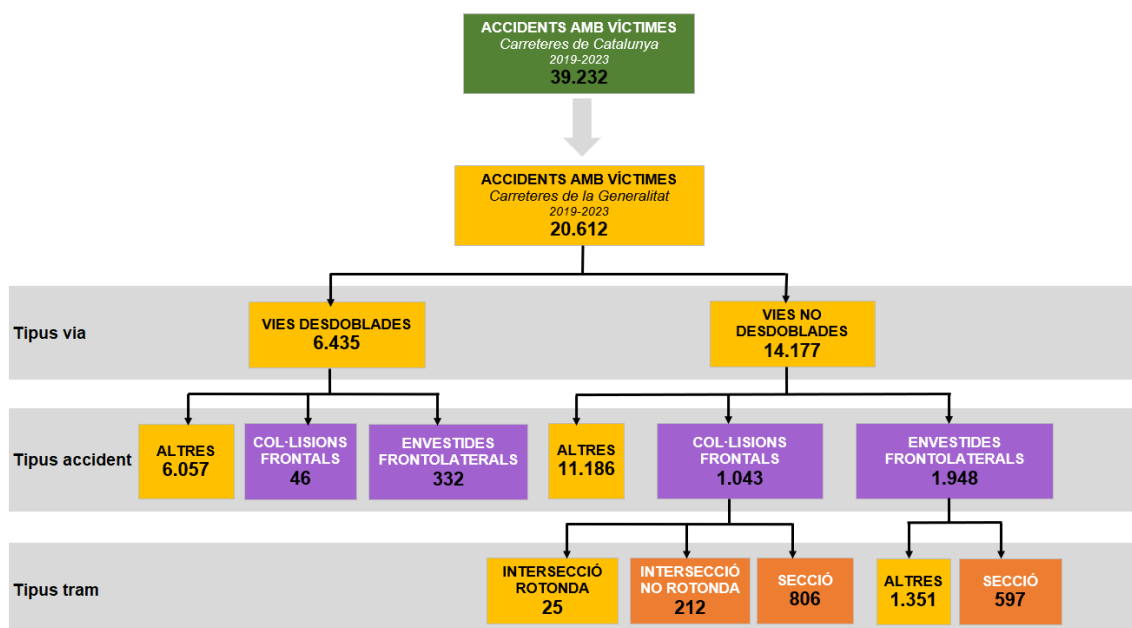 ACCIDENTS AMB VÍCTIMES
Carreteres de Catalunya
2019-2023
39.232
ACCIDENTS AMB VÍCTIMES
Carreteres de la Generalitat
2019-2023
20.612
Tipus via
VIES DESDOBLADES
6.435
VIES NO
DESDOBLADES
14.177
Tipus accident
ALTRES
6.057
COL·LISIONS
FRONTALS
46
ENVESTIDES
FRONTOLATERALS
332
ALTRES
11.186
COL·LISIONS
FRONTALS
1.043
ENVESTIDES
FRONTOLATERALS
1.948
Tipus tram
INTERSECCIÓ
ROTONDA
25
INTERSECCIÓ
NO ROTONDA
212
SECCIÓ
806
ALTRES
1.351
SECCIÓ
597